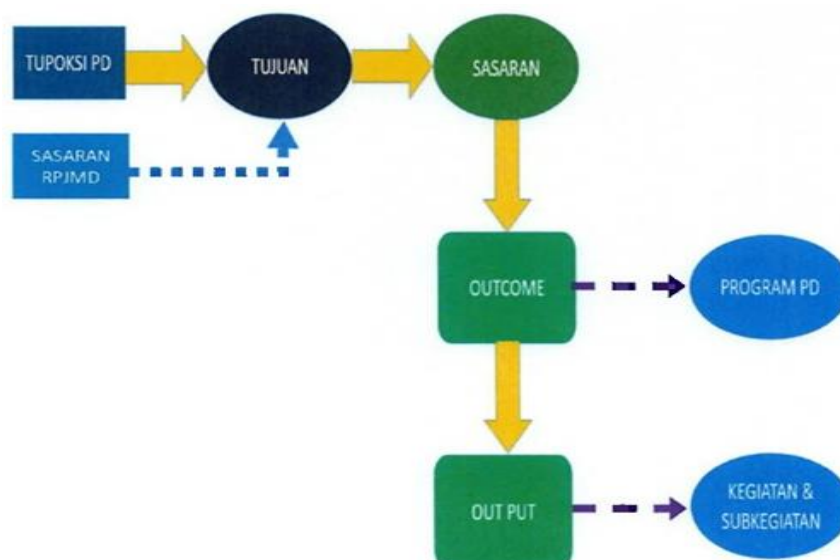 TUPOKSI PD
TUJUAN
SASARAN
SASARAN
RPJMD
OUTCOME
PROGRAM PD
OUT PUT
KEGIATAN &
SUBKEGIATAN